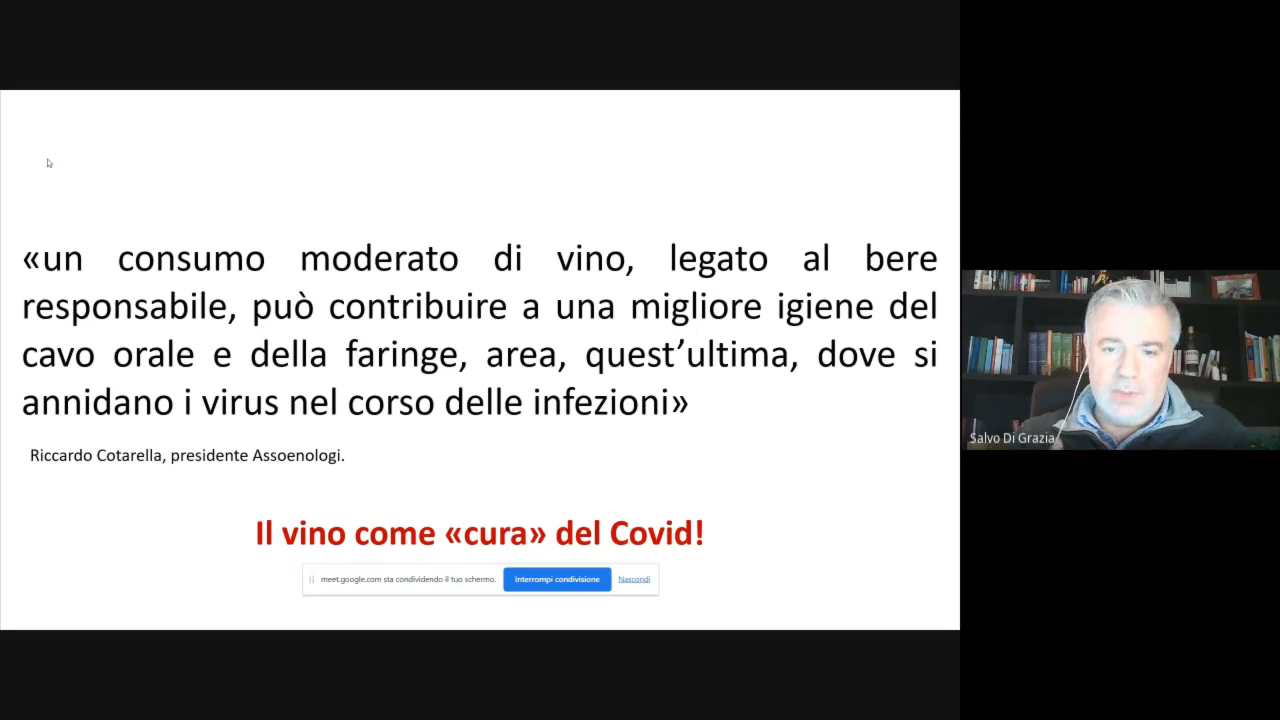 «un consumo moderato di vino, legato al bere
responsabile, può contribuire a una migliore igiene del
cavo orale e della faringe, area, quest’ultima, dove si
annidano i virus nel corso delle infezioni»
Riccardo Cotarella, presidente Assoenologi.
Il vino come «cura» del Covid!
meet.google.com sta condividendo il tuo schermo.
Interrompi condivisione
Nascondi
Salvo Di Grazia